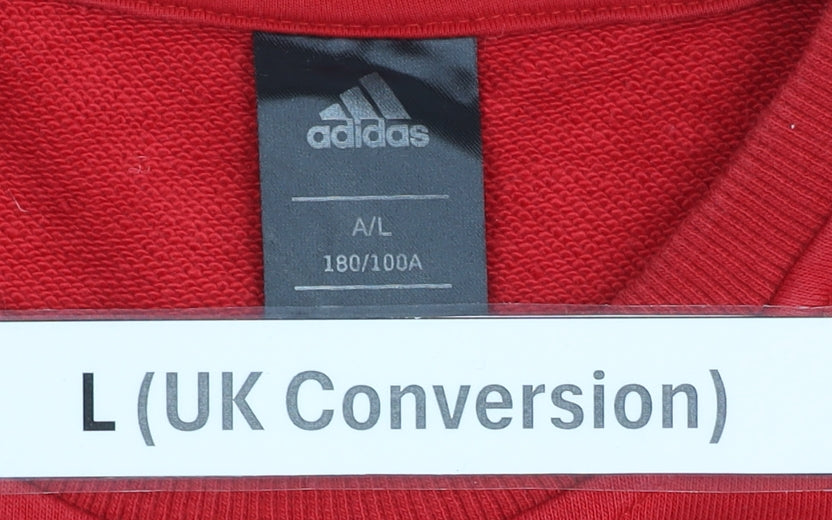 adidas
A/L
180/100A
L (UK Conversion)